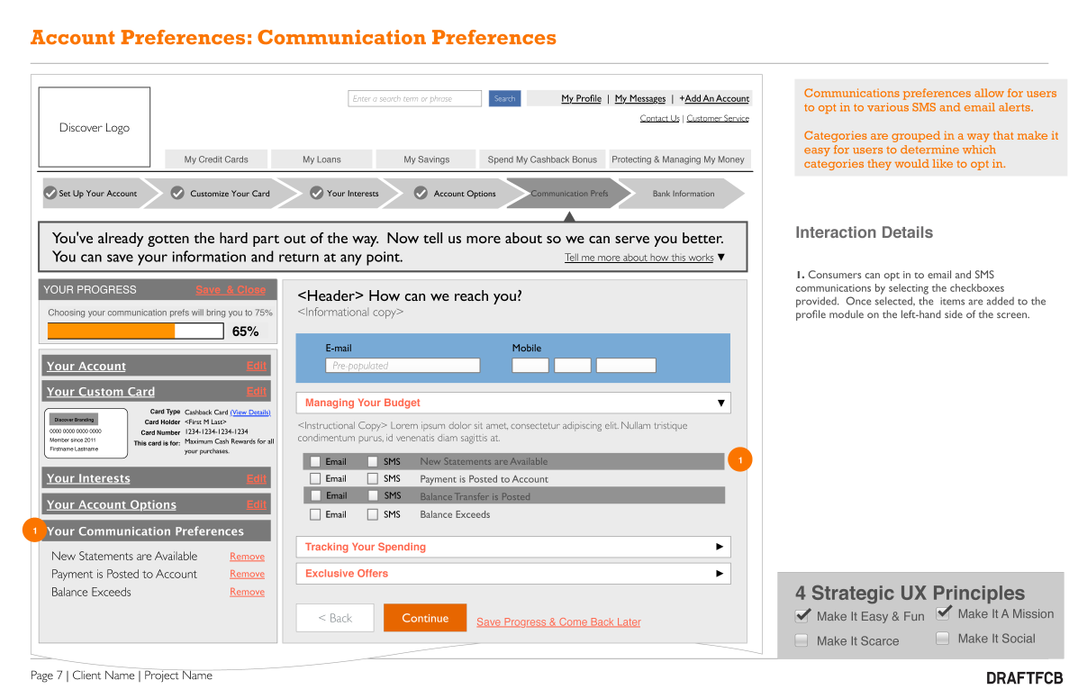 Account Preferences: Communication Preferences
Discover Logo
Enter a search term or phrase
Search
My Profile | My Messages | +Add An Account
Contact Us | Customer Service
My Credit Cards
My Loans
My Savings
Spend My Cashback Bonus
Protecting & Managing My Money
Set Up Your Account
Customize Your Card
Your Interests
Account Options
Communication Prefs
Bank Information
You've already gotten the hard part out of the way. Now tell us more about so we can serve you better.
You can save your information and return at any point.
Tell me more about how this works ▼
YOUR PROGRESS
Save & Close
Choosing your communication prefs will bring you to 75%
65%
Your Account
Edit
Your Custom Card
Edit
Discover Branding
0000 0000 0000 0000
Member since 2011
Firstname Lastname
Card Type Cashback Card (View Details)
Card Holder <First M Last>
Card Number 1234-1234-1234-1234
This card is for: Maximum Cash Rewards for all
your purchases.
Your Interests
Edit
Your Account Options
Edit
1
Your Communication Preferences
New Statements are Available
Remove
Payment is Posted to Account
Remove
Balance Exceeds
Remove
<Header> How can we reach you?
<Informational copy>
E-mail
Mobile
Pre-populated
Managing Your Budget
▼
<Instructional Copy> Lorem ipsum dolor sit amet, consectetur adipiscing elit. Nullam tristique
condimentum purus, id venenatis diam sagittis at.
Email SMS New Statements are Available
1
Email SMS Payment is Posted to Account
Email SMS Balance Transfer is Posted
Email SMS Balance Exceeds
Tracking Your Spending
►
Exclusive Offers
►
< Back
Continue
Save Progress & Come Back Later
Communications preferences allow for users
to opt in to various SMS and email alerts.
Categories are grouped in a way that make it
easy for users to determine which
categories they would like to opt in.
Interaction Details
1. Consumers can opt in to email and SMS
communications by selecting the checkboxes
provided. Once selected, the items are added to the
profile module on the left-hand side of the screen.
4 Strategic UX Principles
Make It Easy & Fun
Make It A Mission
Make It Scarce
Make It Social
Page 7 | Client Name | Project Name
DRAFTFCB